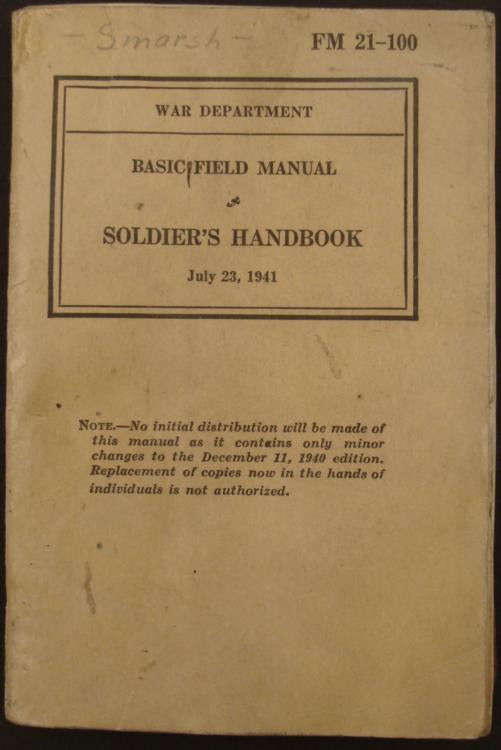 - Smarsh -
FM 21-100
WAR DEPARTMENT
BASIC FIELD MANUAL
SOLDIER'S HANDBOOK
July 23, 1941
NOTE.—No initial distribution will be made of
this manual as it contains only minor
changes to the December 11, 1940 edition.
Replacement of copies now in the hands of
individuals is not authorized.